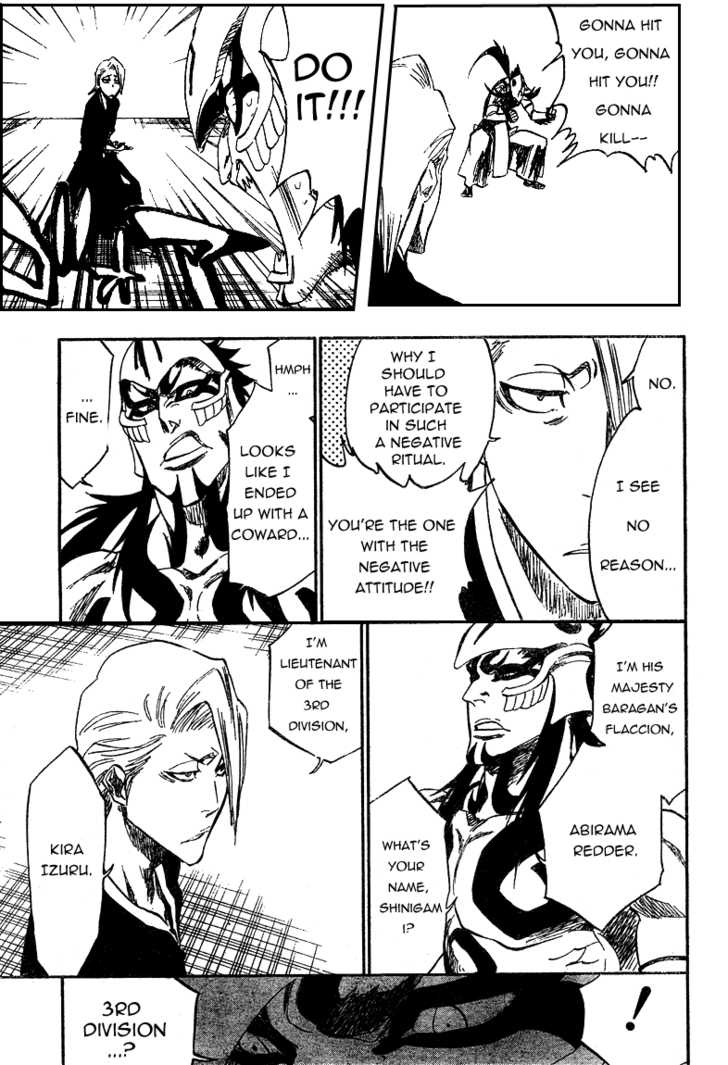 GONNA HIT
YOU, GONNA
HIT YOU!!
GONNA
KILL--
DO
IT!!!
NO.
I SEE
NO
REASON...
WHY I
SHOULD
HAVE TO
PARTICIPATE
IN SUCH
A NEGATIVE
RITUAL.
YOU'RE THE ONE
WITH THE
NEGATIVE
ATTITUDE!!
HMPH
...
LOOKS
LIKE I
ENDED
UP WITH A
COWARD...
...
FINE.
I'M HIS
MAJESTY
BARAGAN'S
FLACCION,
ABIRAMA
REDDER.
WHAT'S
YOUR
NAME,
SHINIGAM
I?
I'M
LIEUTENANT
OF THE
3RD
DIVISION,
KIRA
IZURU.
!
3RD
DIVISION
....?